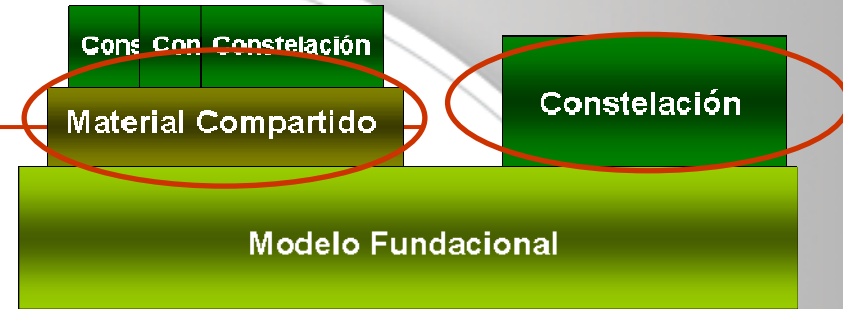 Cons Con Constelación
Material Compartido
Constelación
Modelo Fundacional